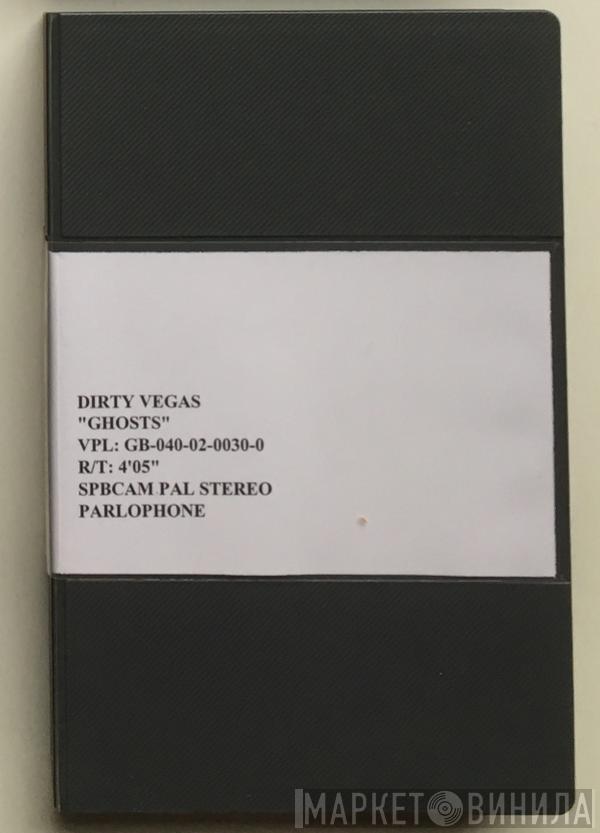 DIRTY VEGAS
"GHOSTS"
VPL: GB-040-02-0030-0
R/T: 4'05"
SPBCAM PAL STEREO
PARLOPHONE
МАРКЕТ ВИНИЛА